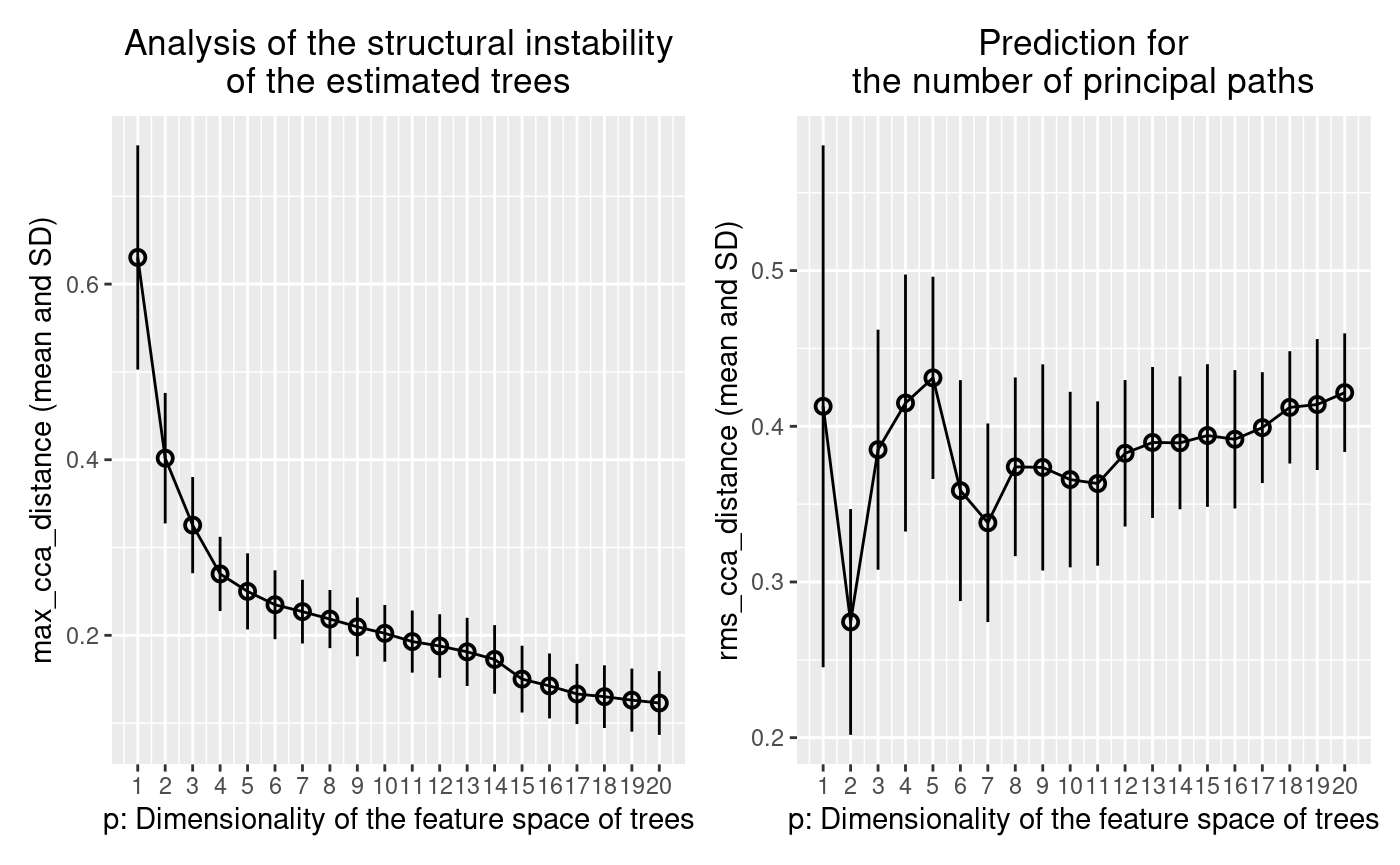 Analysis of the structural instability
of the estimated trees
max_cca_distance (mean and SD)
0.6
0.4
0.2
1 2 3 4 5 6 7 8 9 10 11 12 13 14 15 16 17 18 19 20
p: Dimensionality of the feature space of trees
Prediction for
the number of principal paths
rms_cca_distance (mean and SD)
0.5
0.4
0.3
0.2
1 2 3 4 5 6 7 8 9 10 11 12 13 14 15 16 17 18 19 20
p: Dimensionality of the feature space of trees